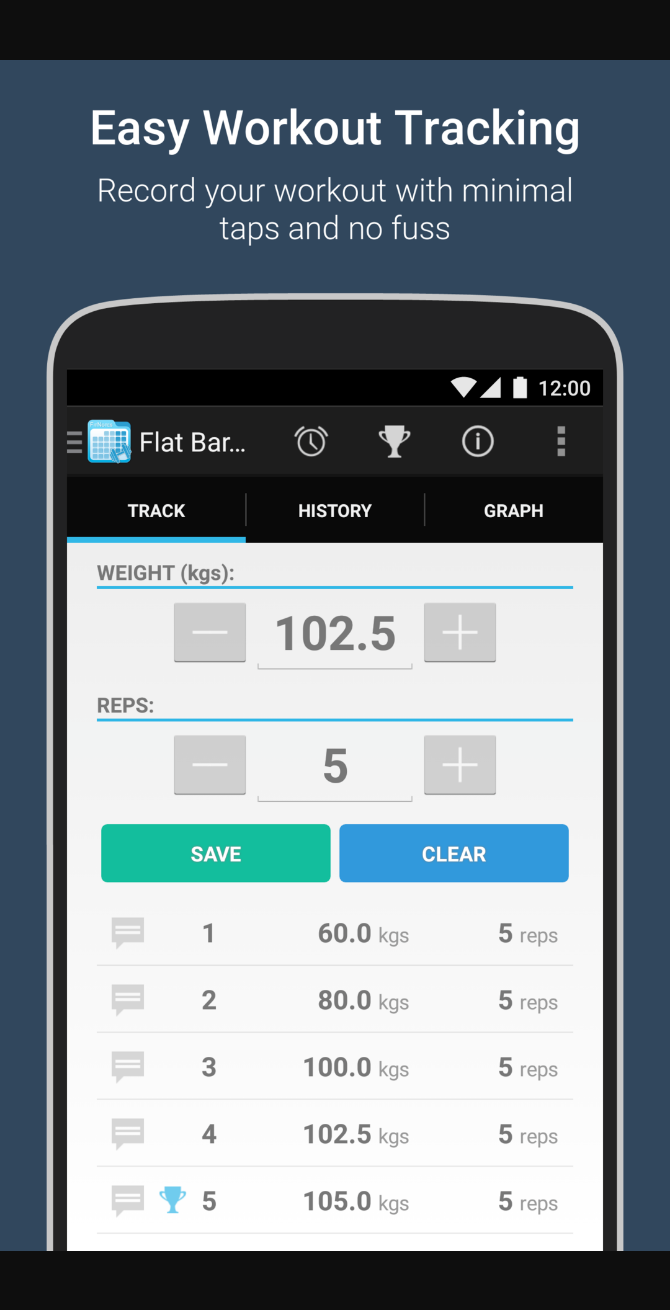 Easy Workout Tracking
Record your workout with minimal
taps and no fuss
12:00
Flat Bar...
TRACK HISTORY GRAPH
WEIGHT (kgs):
102.5
REPS:
5
SAVE CLEAR
1 60.0 kgs 5 reps
2 80.0 kgs 5 reps
3 100.0 kgs 5 reps
4 102.5 kgs 5 reps
5 105.0 kgs 5 reps